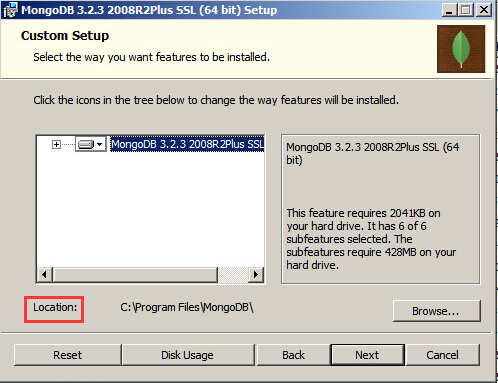 MongoDB 3.2.3 2008R2Plus SSL (64 bit) Setup
Custom Setup
Select the way you want features to be installed.
Click the icons in the tree below to change the way features will be installed.
MongoDB 3.2.3 2008R2Plus SSL
MongoDB 3.2.3 2008R2Plus SSL (64
bit)
This feature requires 2041KB on
your hard drive. It has 6 of 6
subfeatures selected. The
subfeatures require 428MB on your
hard drive.
Location:
C:\Program Files\MongoDB\
Browse...
Reset
Disk Usage
Back
Next
Cancel